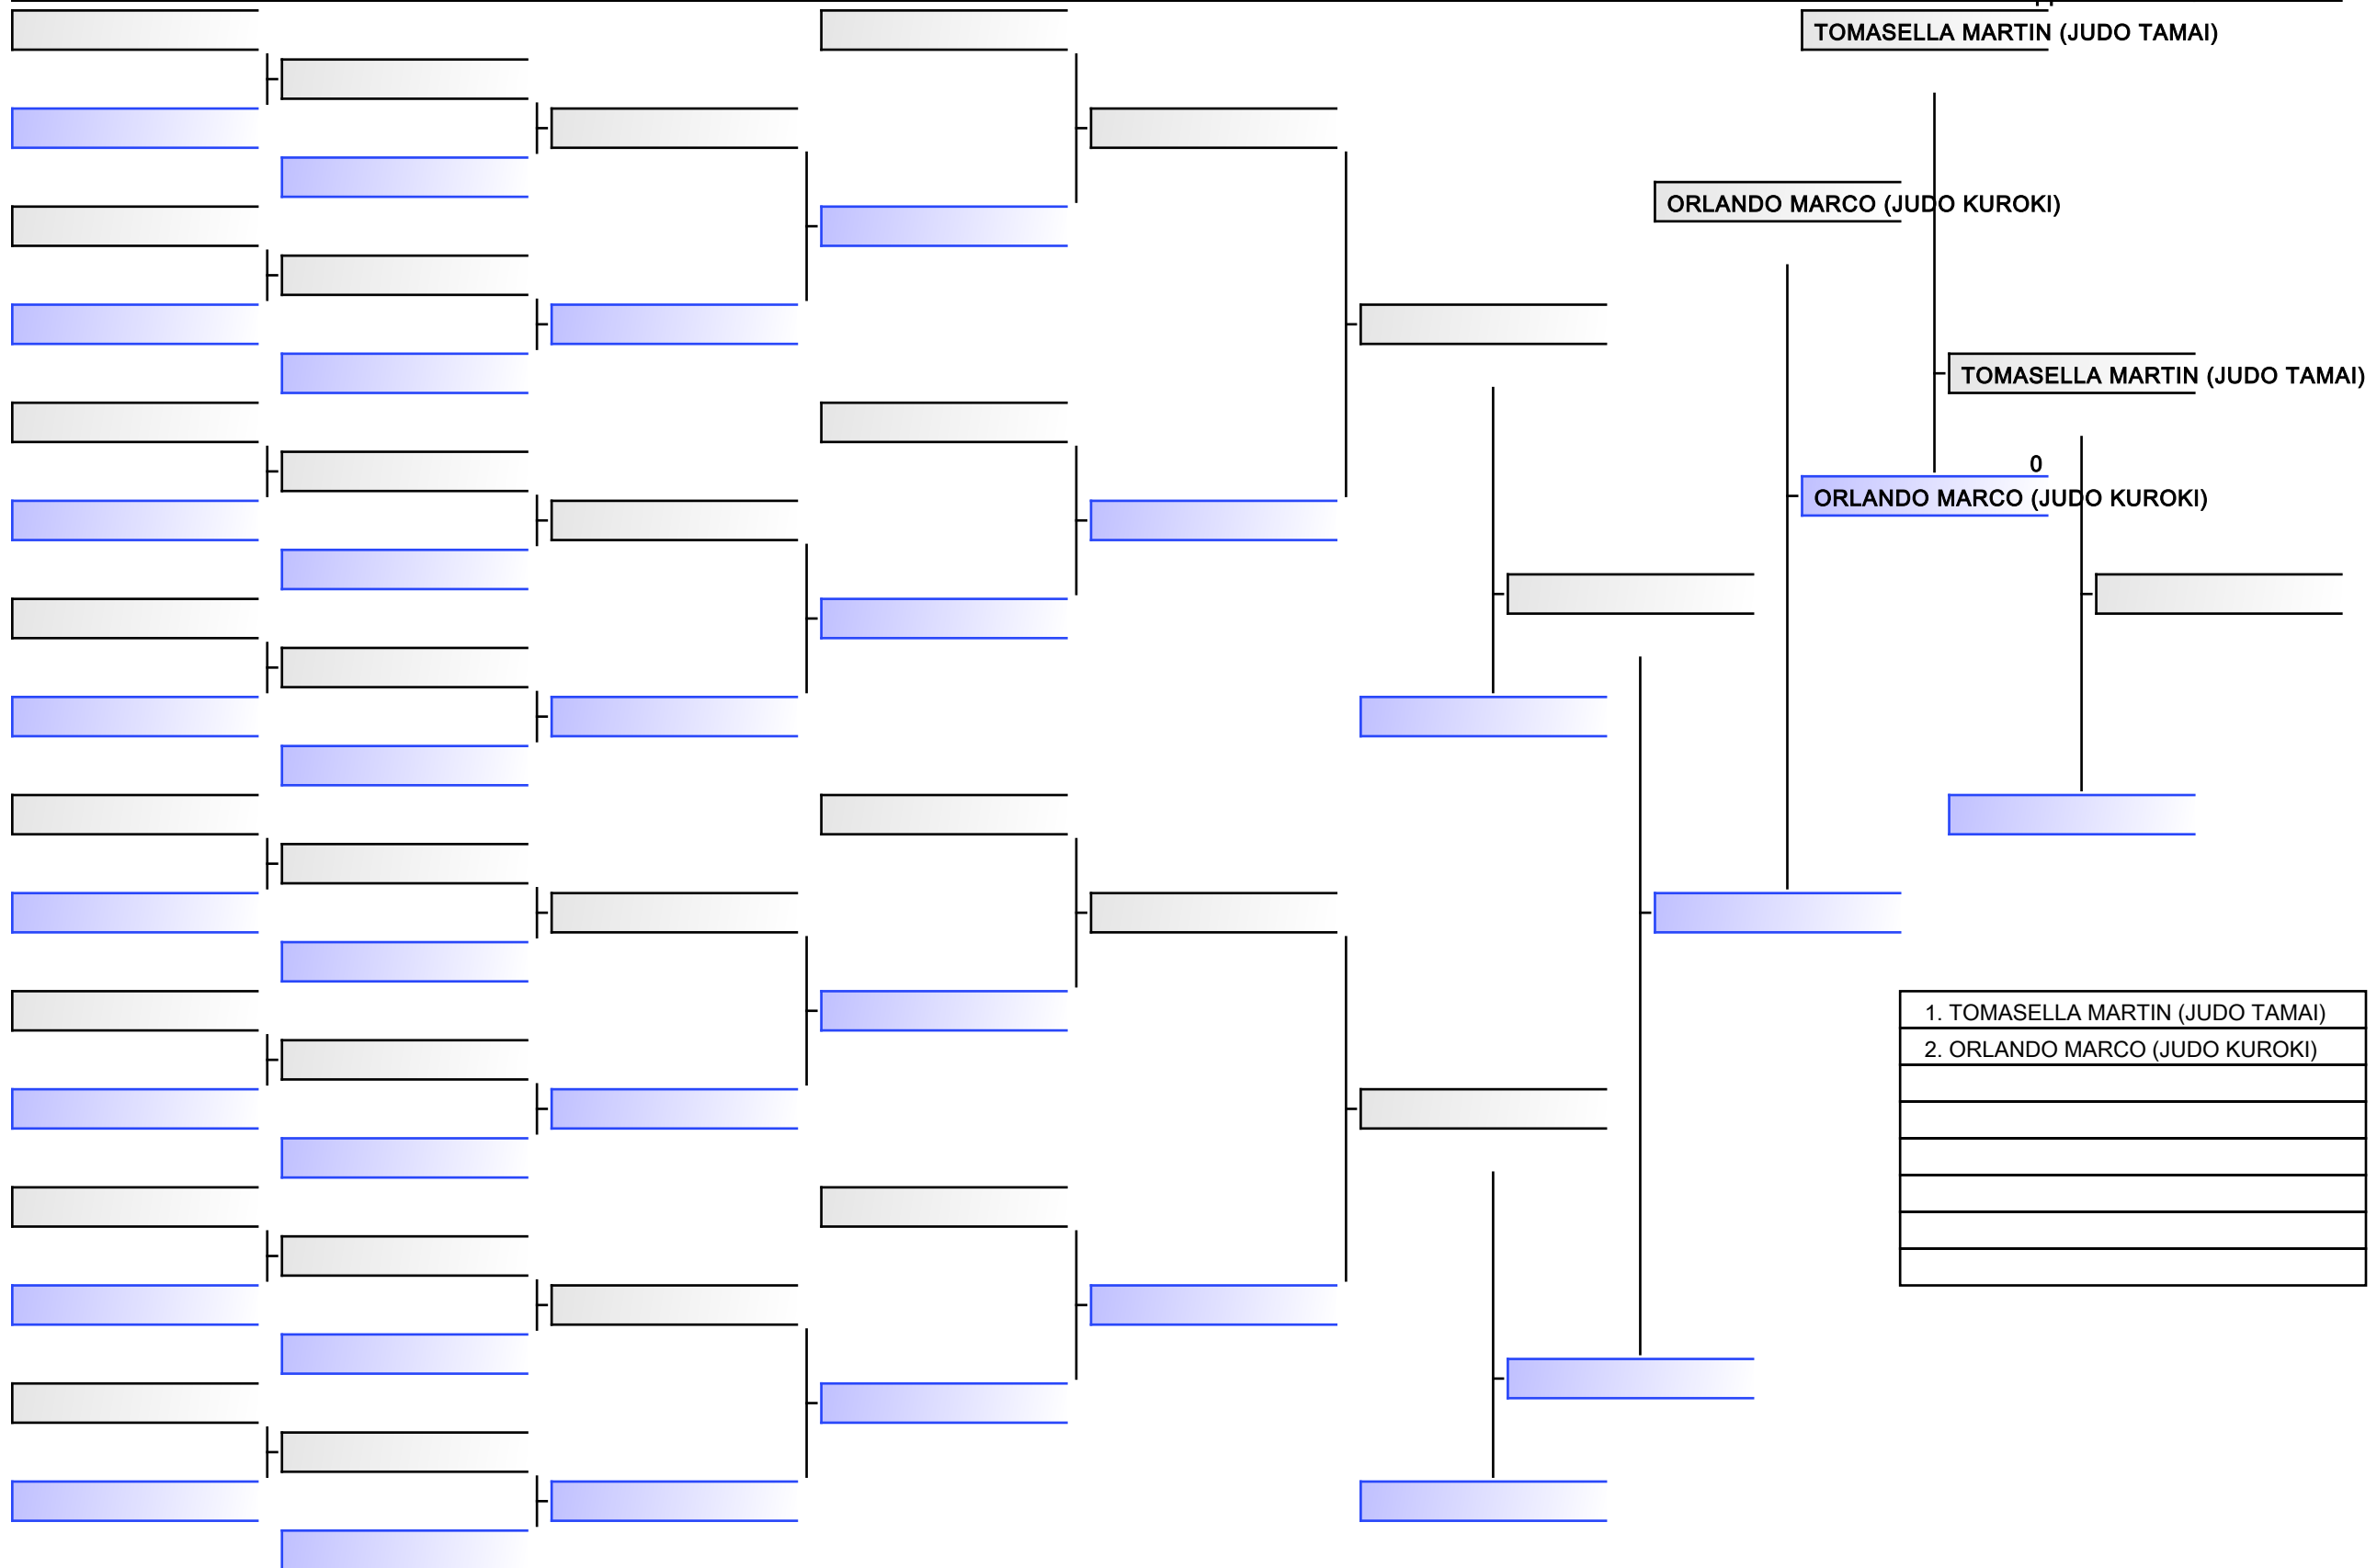 TOMASELLA MARTIN (JUDO TAMAI)
ORLANDO MARCO (JUDO KUROKI)
TOMASELLA MARTIN (JUDO TAMAI)
0
ORLANDO MARCO (JUDO KUROKI)
1. TOMASELLA MARTIN (JUDO TAMAI)
2. ORLANDO MARCO (JUDO KUROKI)